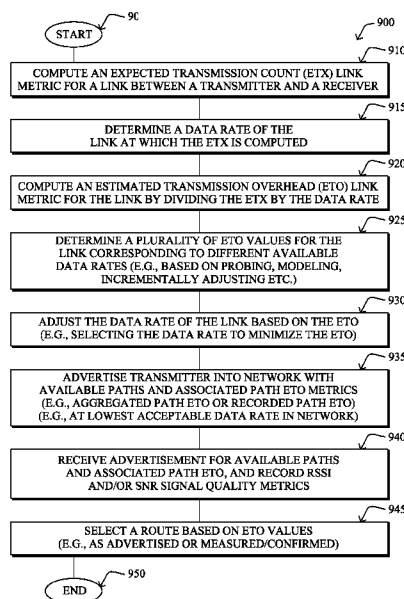 90
START
900
910
COMPUTE AN EXPECTED TRANSMISSION COUNT (ETX) LINK
METRIC FOR A LINK BETWEEN A TRANSMITTER AND A RECEIVER
915
DETERMINE A DATA RATE OF THE
LINK AT WHICH THE ETX IS COMPUTED
920
COMPUTE AN ESTIMATED TRANSMISSION OVERHEAD (ETO) LINK
METRIC FOR THE LINK BY DIVIDING THE ETX BY THE DATA RATE
925
DETERMINE A PLURALITY OF ETO VALUES FOR THE
LINK CORRESPONDING TO DIFFERENT AVAILABLE
DATA RATES (E.G., BASED ON PROBING, MODELING,
INCREMENTALLY ADJUSTING ETC.)
930
ADJUST THE DATA RATE OF THE LINK BASED ON THE ETO
(E.G., SELECTING THE DATA RATE TO MINIMIZE THE ETO)
935
ADVERTISE TRANSMITTER INTO NETWORK WITH
AVAILABLE PATHS AND ASSOCIATED PATH ETO METRICS
(E.G., AGGREGATED PATH ETO OR RECORDED PATH ETO)
(E.G., AT LOWEST ACCEPTABLE DATA RATE IN NETWORK)
940
RECEIVE ADVERTISEMENT FOR AVAILABLE PATHS
AND ASSOCIATED PATH ETO, AND RECORD RSSI
AND/OR SNR SIGNAL QUALITY METRICS
945
SELECT A ROUTE BASED ON ETO VALUES
(E.G., AS ADVERTISED OR MEASURED/CONFIRMED)
950
END